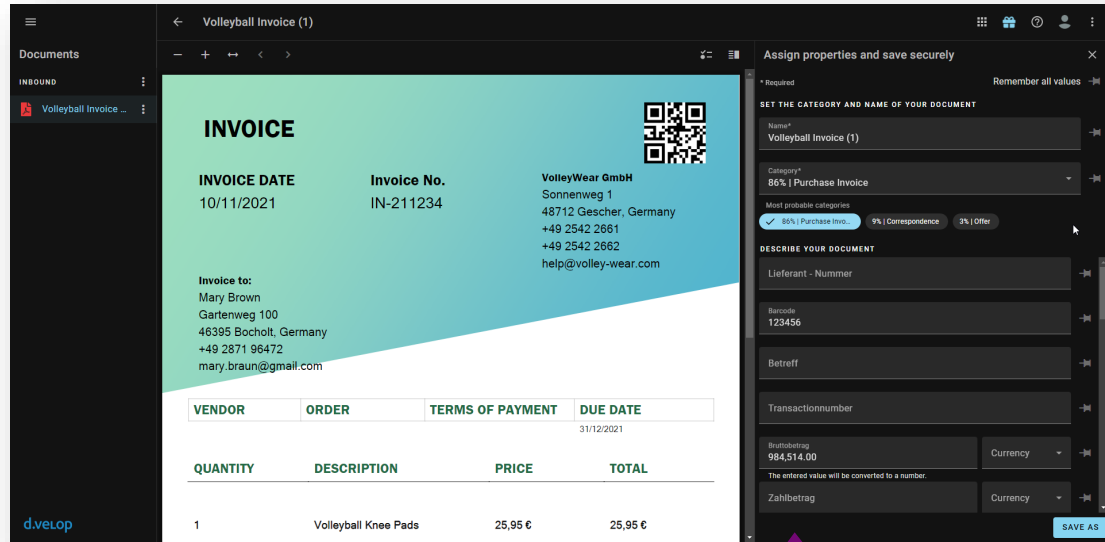 Volleyball Invoice (1)
Documents
INBOUND
Volleyball Invoice ...
INVOICE
INVOICE DATE
10/11/2021
Invoice No.
IN-211234
VolleyWear GmbH
Sonnenweg 1
48712 Gescher, Germany
+49 2542 2661
+49 2542 2662
help@volley-wear.com
Invoice to:
Mary Brown
Gartenweg 100
46395 Bocholt, Germany
+49 2871 96472
mary.braun@gmail.com
VENDOR ORDER TERMS OF PAYMENT DUE DATE
31/12/2021
QUANTITY DESCRIPTION PRICE TOTAL
1 Volleyball Knee Pads 25,95 € 25,95 €
d.velop
Assign properties and save securely
* Required Remember all values
SET THE CATEGORY AND NAME OF YOUR DOCUMENT
Name*
Volleyball Invoice (1)
Category*
86% | Purchase Invoice
Most probable categories
86% | Purchase Invo... 9% | Correspondence 3% | Offer
DESCRIBE YOUR DOCUMENT
Lieferant - Nummer
Barcode
123456
Betreff
Transactionnumber
Bruttobetrag
984,514.00 Currency
The entered value will be converted to a number.
Zahlbetrag Currency
SAVE AS